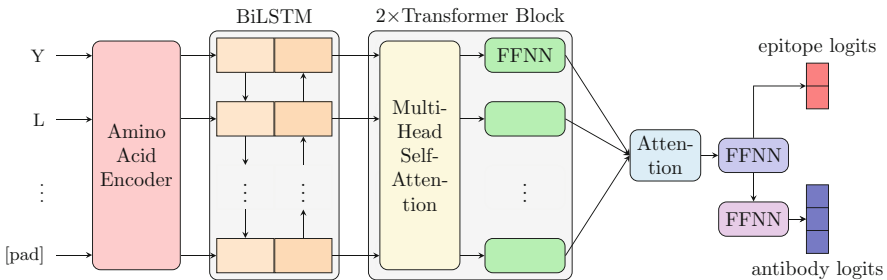 BiLSTM
2×Transformer Block
Y
L
⋮
[pad]
Amino
Acid
Encoder
⋮
⋮
Multi-
Head
Self-
Atten-
tion
FFNN
⋮
Atten-
tion
FFNN
FFNN
epitope logits
antibody logits